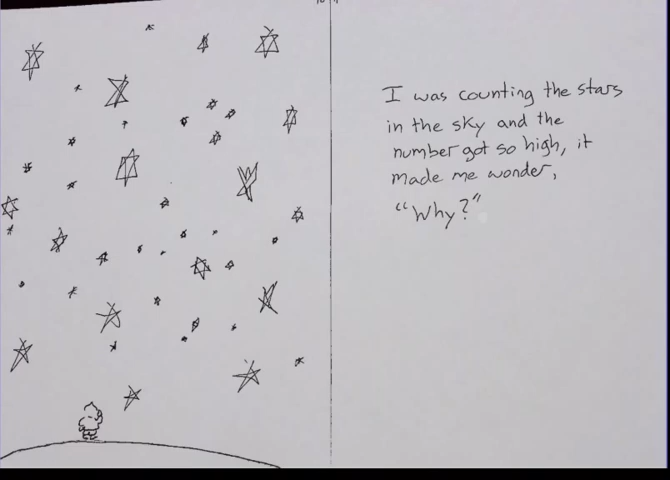 I was counting the stars
in the sky and the
number got so high, it
made me wonder,
"Why?"